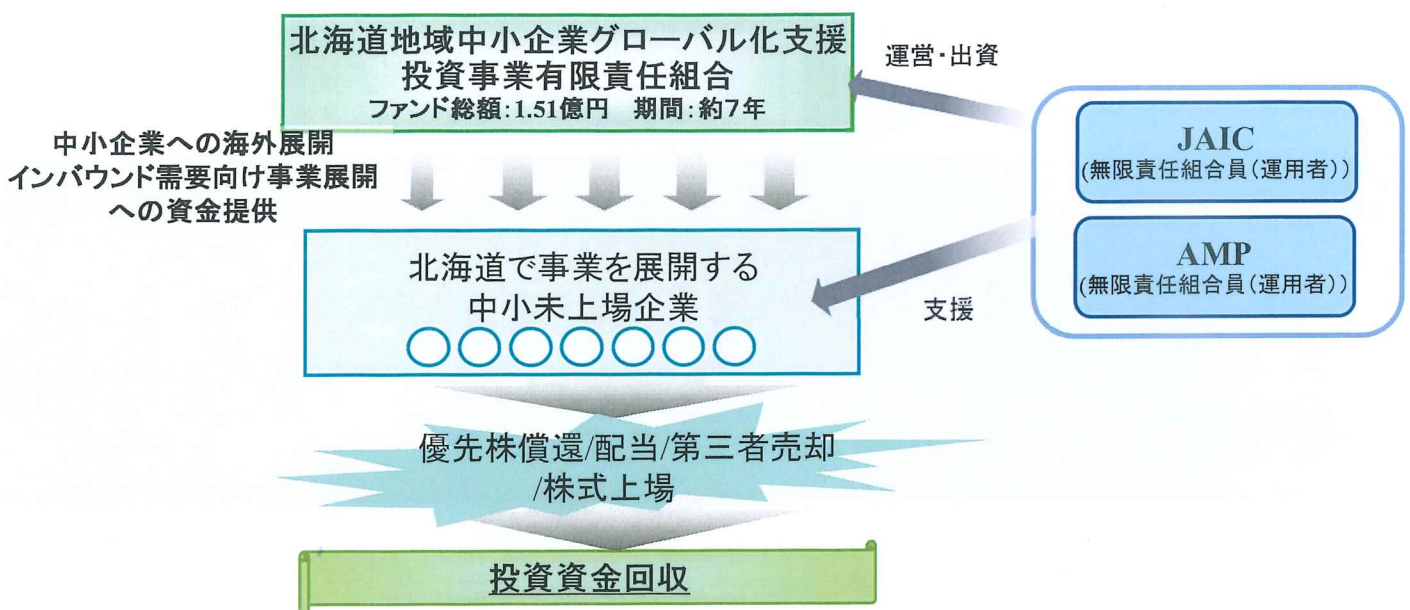 北海道地域中小企業グローバル化支援
投資事業有限責任組合
ファンド総額:1.51億円 期間:約7年
運営・出資
中小企業への海外展開
インバウンド需要向け事業展開
への資金提供
JAIC
(無限責任組合員(運用者))
AMP
(無限責任組合員(運用者))
北海道で事業を展開する
中小未上場企業
支援
優先株償還/配当/第三者売却
/株式上場
投資資金回収